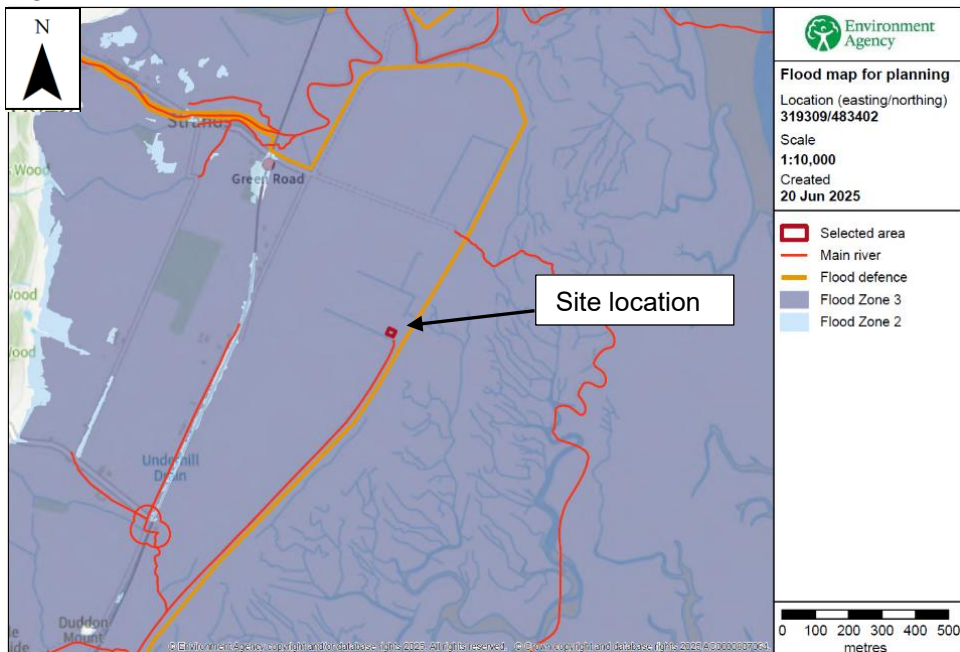 N
Strands
Green Road
Wood
Wood
Wood
Site location
Underhill
Drain
Duddon
Mount
© Environment Agency copyright and/or database rights 2025. All rights reserved. © Crown copyright and database rights 2025
Environment
Agency
Flood map for planning
Location (easting/northing)
319309/483402
Scale
1:10,000
Created
20 Jun 2025
Selected area
Main river
Flood defence
Flood Zone 3
Flood Zone 2
0 100 200 300 400 500
metres